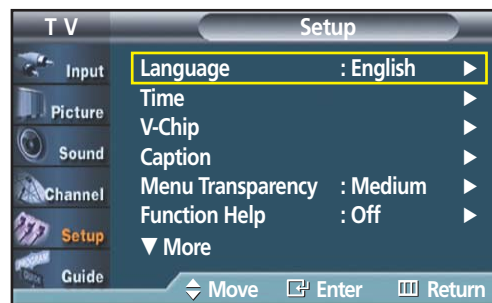 T V
Setup
Input
Picture
Sound
Channel
Setup
Guide
Language : English ▶
Time ▶
V-Chip ▶
Caption ▶
Menu Transparency : Medium ▶
Function Help : Off ▶
▼ More
Move Enter Return